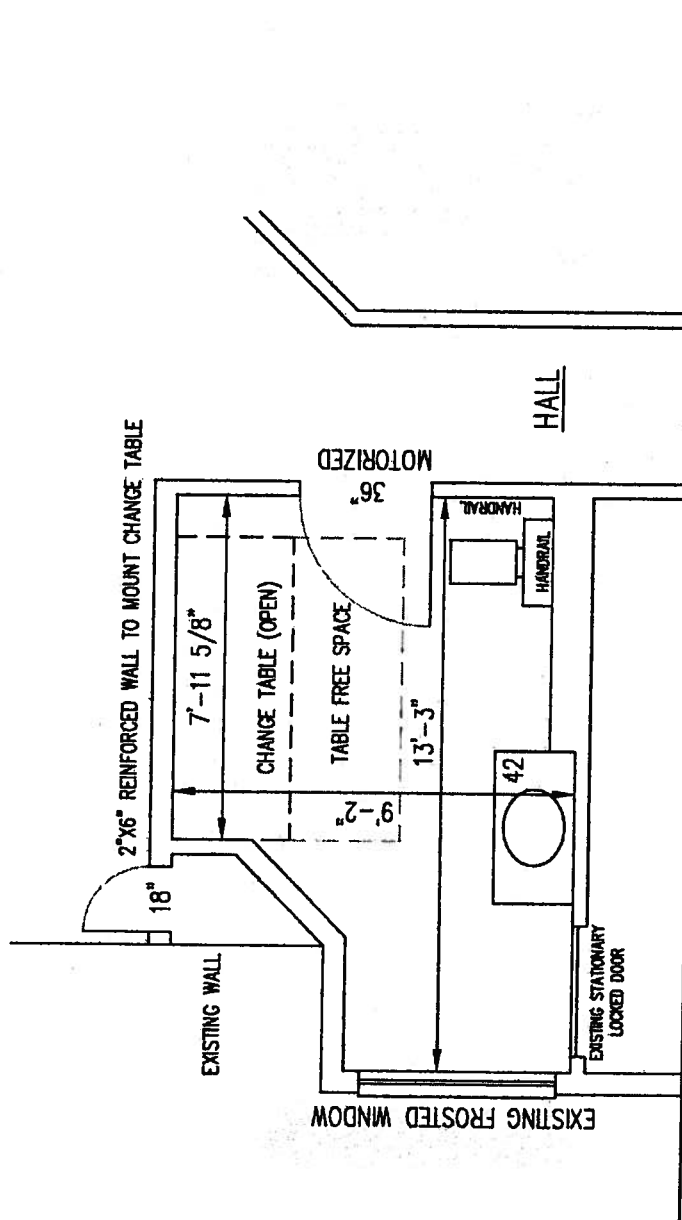 2"X6" REINFORCED WALL TO MOUNT CHANGE TABLE
18"
EXISTING WALL
7'-11 5/8"
CHANGE TABLE (OPEN)
TABLE FREE SPACE
9'-2"
13'-3"
36"
MOTORIZED
HALL
HANDRAIL
HANDRAIL
42
EXISTING STATIONARY
LOCKED DOOR
EXISTING FROSTED WINDOW